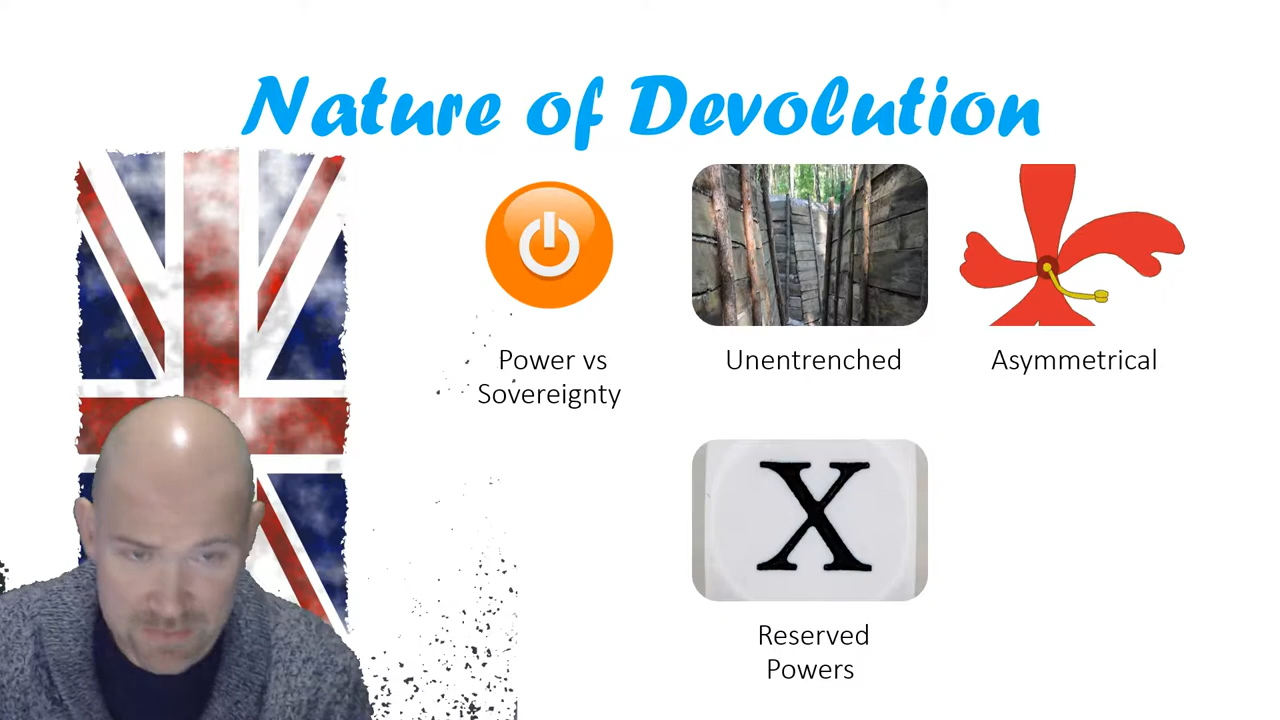 Nature of Devolution
Power vs
Sovereignty
Unentrenched
Asymmetrical
X
Reserved
Powers